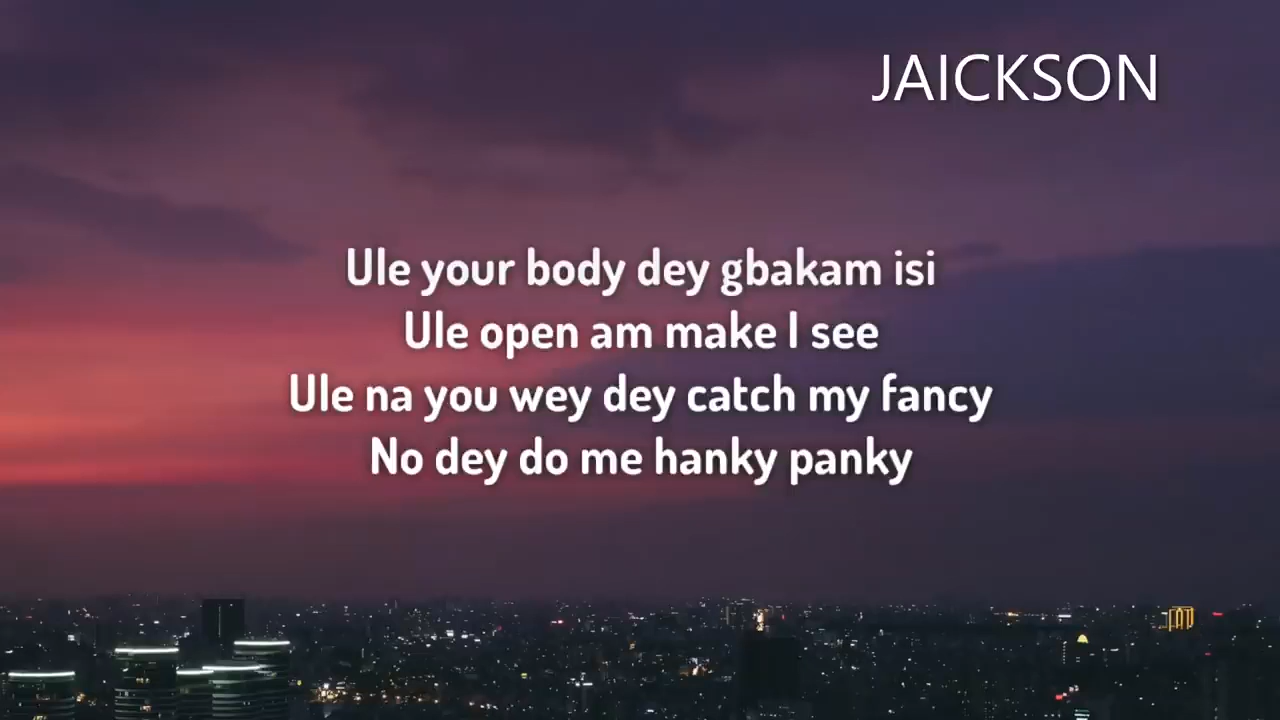 JAICKSON
Ule your body dey gbakam isi
Ule open am make I see
Ule na you wey dey catch my fancy
No dey do me hanky panky